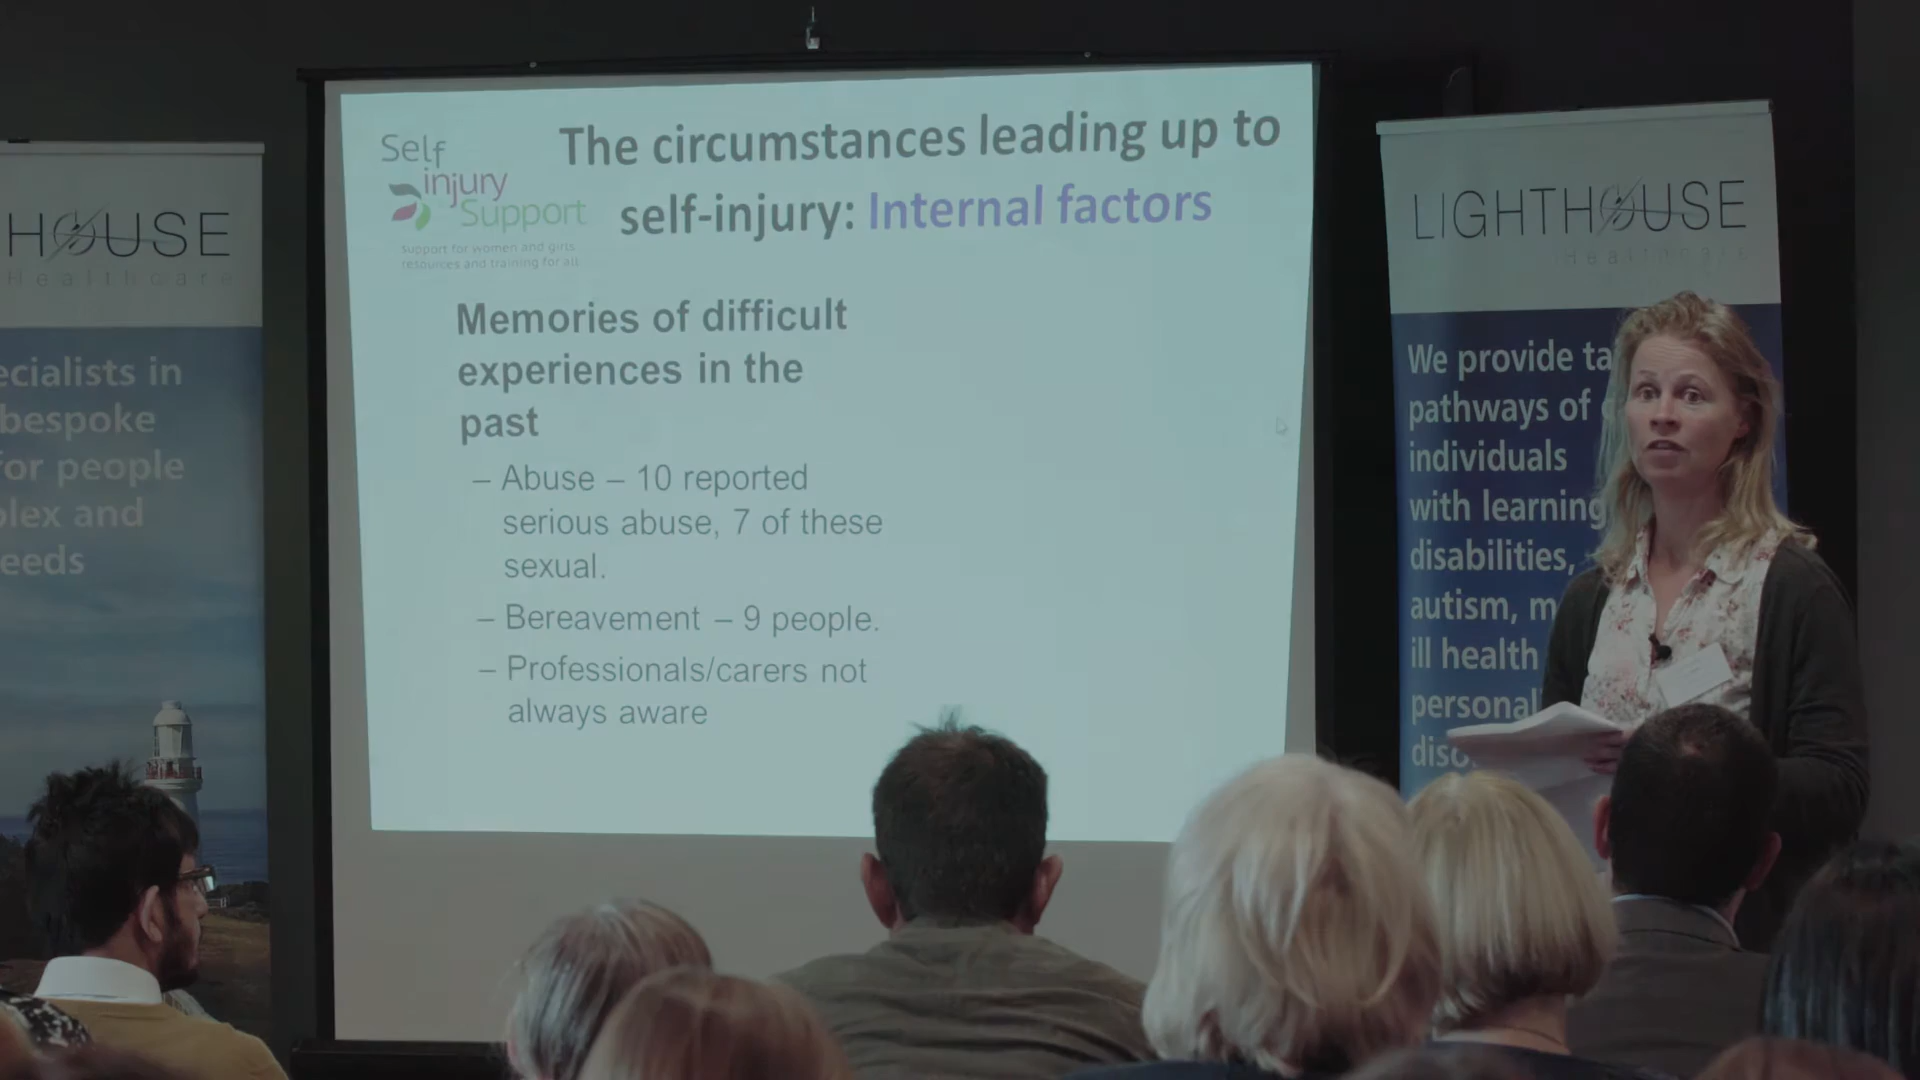 HOUSE
Healthcare
ecialists in
bespoke
for people
plex and
eeds
Self
injury
Support
support for women and girls
resources and training for all
The circumstances leading up to
self-injury: Internal factors
Memories of difficult
experiences in the
past
– Abuse – 10 reported
serious abuse, 7 of these
sexual.
– Bereavement – 9 people.
– Professionals/carers not
always aware
LIGHTHOUSE
Healthcare
We provide ta
pathways of
individuals
with learning
disabilities,
autism, m
ill health
personal